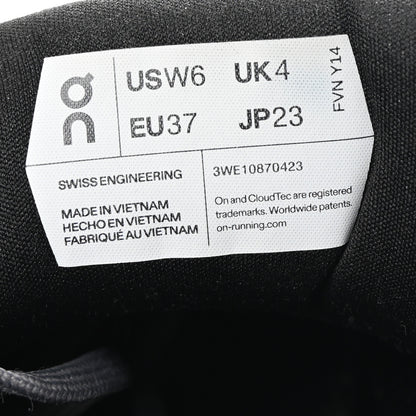 on
USW6 UK4
EU37 JP23
FVN Y14
SWISS ENGINEERING
MADE IN VIETNAM
HECHO EN VIETNAM
FABRIQUÉ AU VIETNAM
3WE10870423
On and CloudTec are registered
trademarks. Worldwide patents.
on-running.com